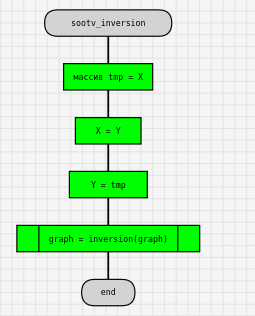 sootv_inversion
массив tmp = X
X = Y
Y = tmp
graph = inversion(graph)
end